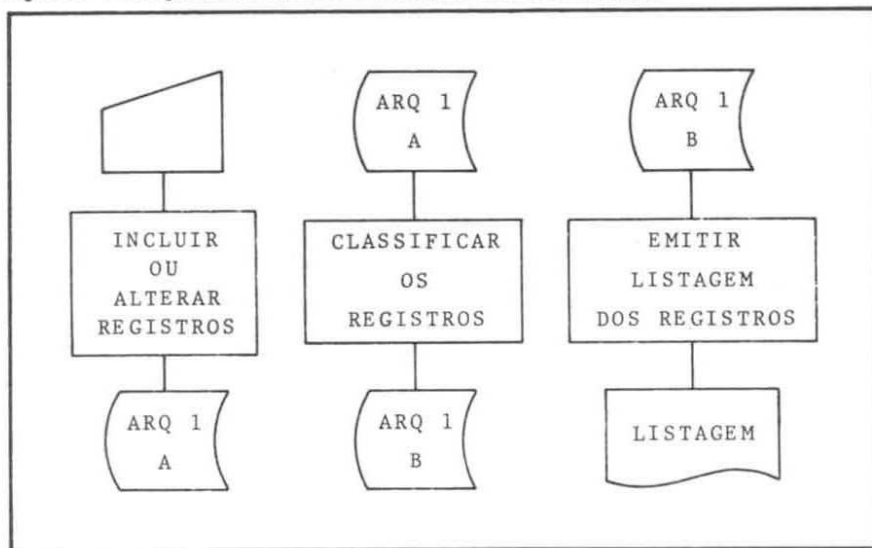 ARQ 1
A
ARQ 1
B
INCLUIR
OU
ALTERAR
REGISTROS
CLASSIFICAR
OS
REGISTROS
EMITIR
LISTAGEM
DOS REGISTROS
ARQ 1
A
ARQ 1
B
LISTAGEM